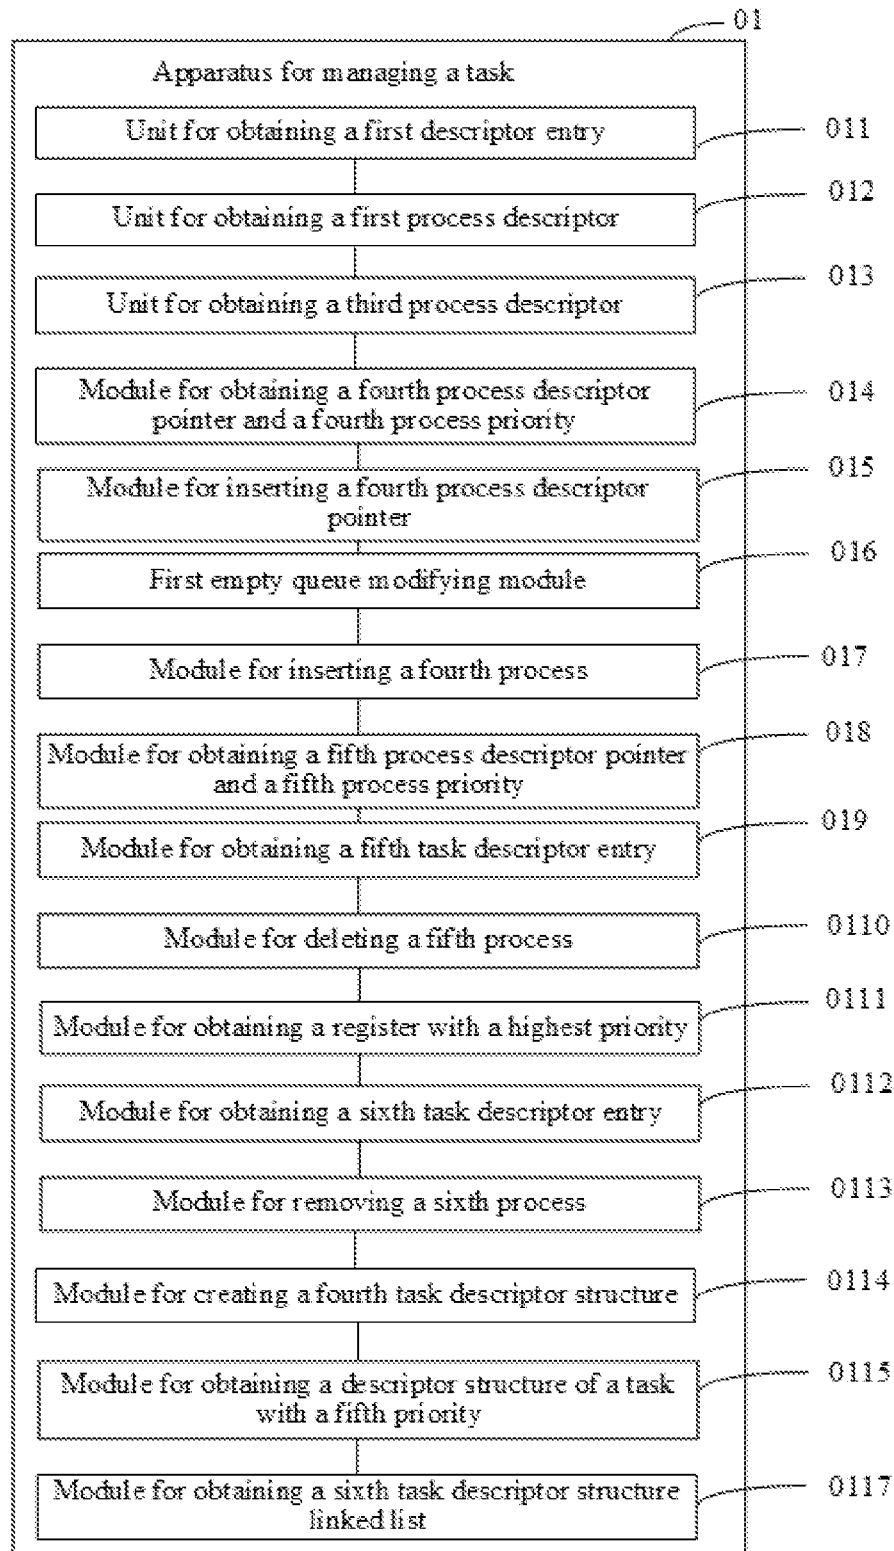 01
Apparatus for managing a task
Unit for obtaining a first descriptor entry
011
Unit for obtaining a first process descriptor
012
Unit for obtaining a third process descriptor
013
Module for obtaining a fourth process descriptor
pointer and a fourth process priority
014
Module for inserting a fourth process descriptor
pointer
015
First empty queue modifying module
016
Module for inserting a fourth process
017
Module for obtaining a fifth process descriptor pointer
and a fifth process priority
018
Module for obtaining a fifth task descriptor entry
019
Module for deleting a fifth process
0110
Module for obtaining a register with a highest priority
0111
Module for obtaining a sixth task descriptor entry
0112
Module for removing a sixth process
0113
Module for creating a fourth task descriptor structure
0114
Module for obtaining a descriptor structure of a task
with a fifth priority
0115
Module for obtaining a sixth task descriptor structure
linked list
0117